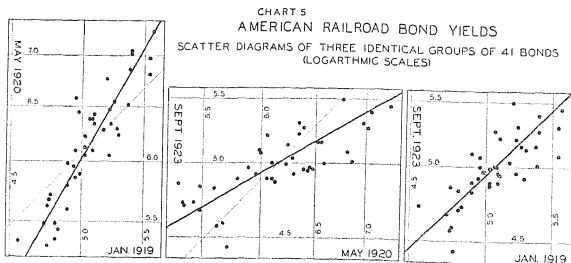 CHART 5
AMERICAN RAILROAD BOND YIELDS
SCATTER DIAGRAMS OF THREE IDENTICAL GROUPS OF 41 BONDS
(LOGARTHMIC SCALES)
MAY 1920
7.0
6.5
6.0
5.5
4.5
5.0
5.5
JAN. 1919
SEPT. 1923
5.5
5.5
6.0
6.5
7.0
5.0
4.5
MAY 1920
SEPT. 1923
5.5
5.0
4.5
4.5
5.0
5.5
JAN. 1919